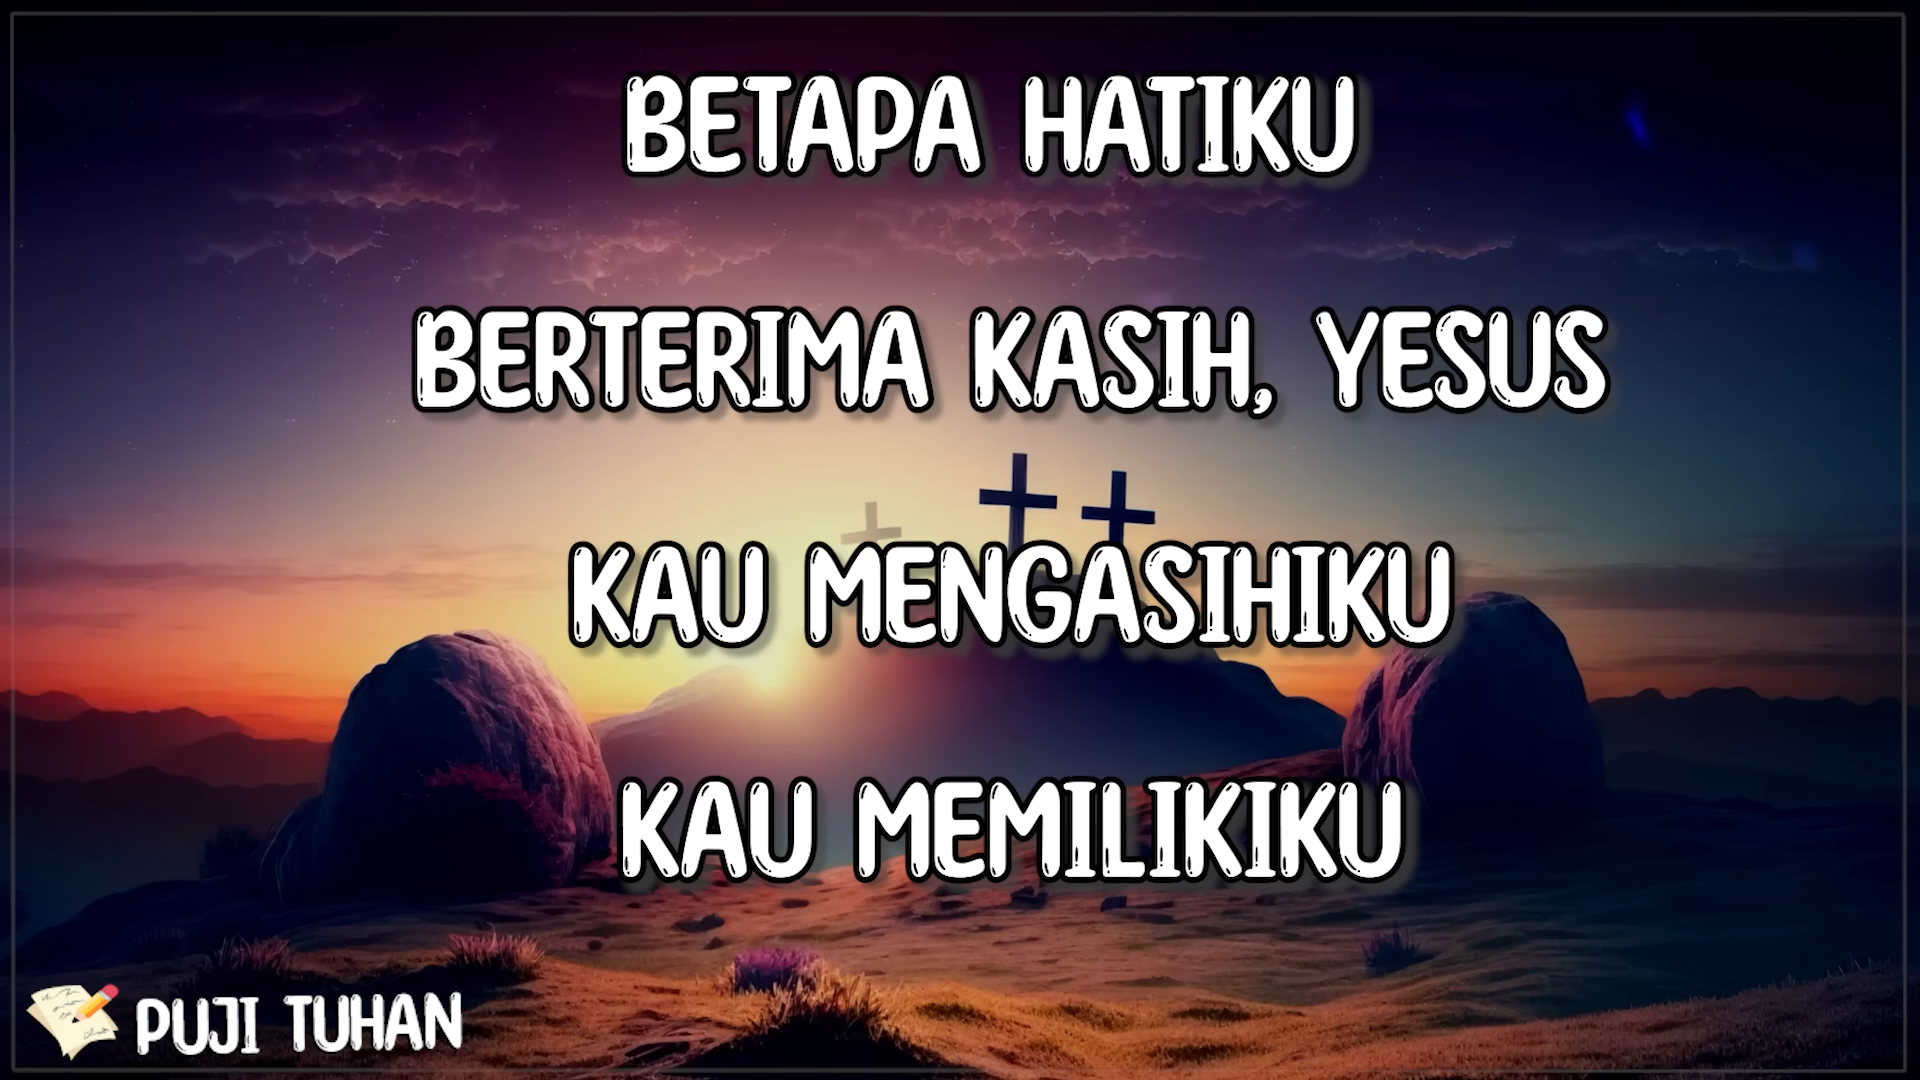 BETAPA HATIKU
BERTERIMA KASIH, YESUS
KAU MENGASIHIKU
KAU MEMILIKIKU
PUJI TUHAN